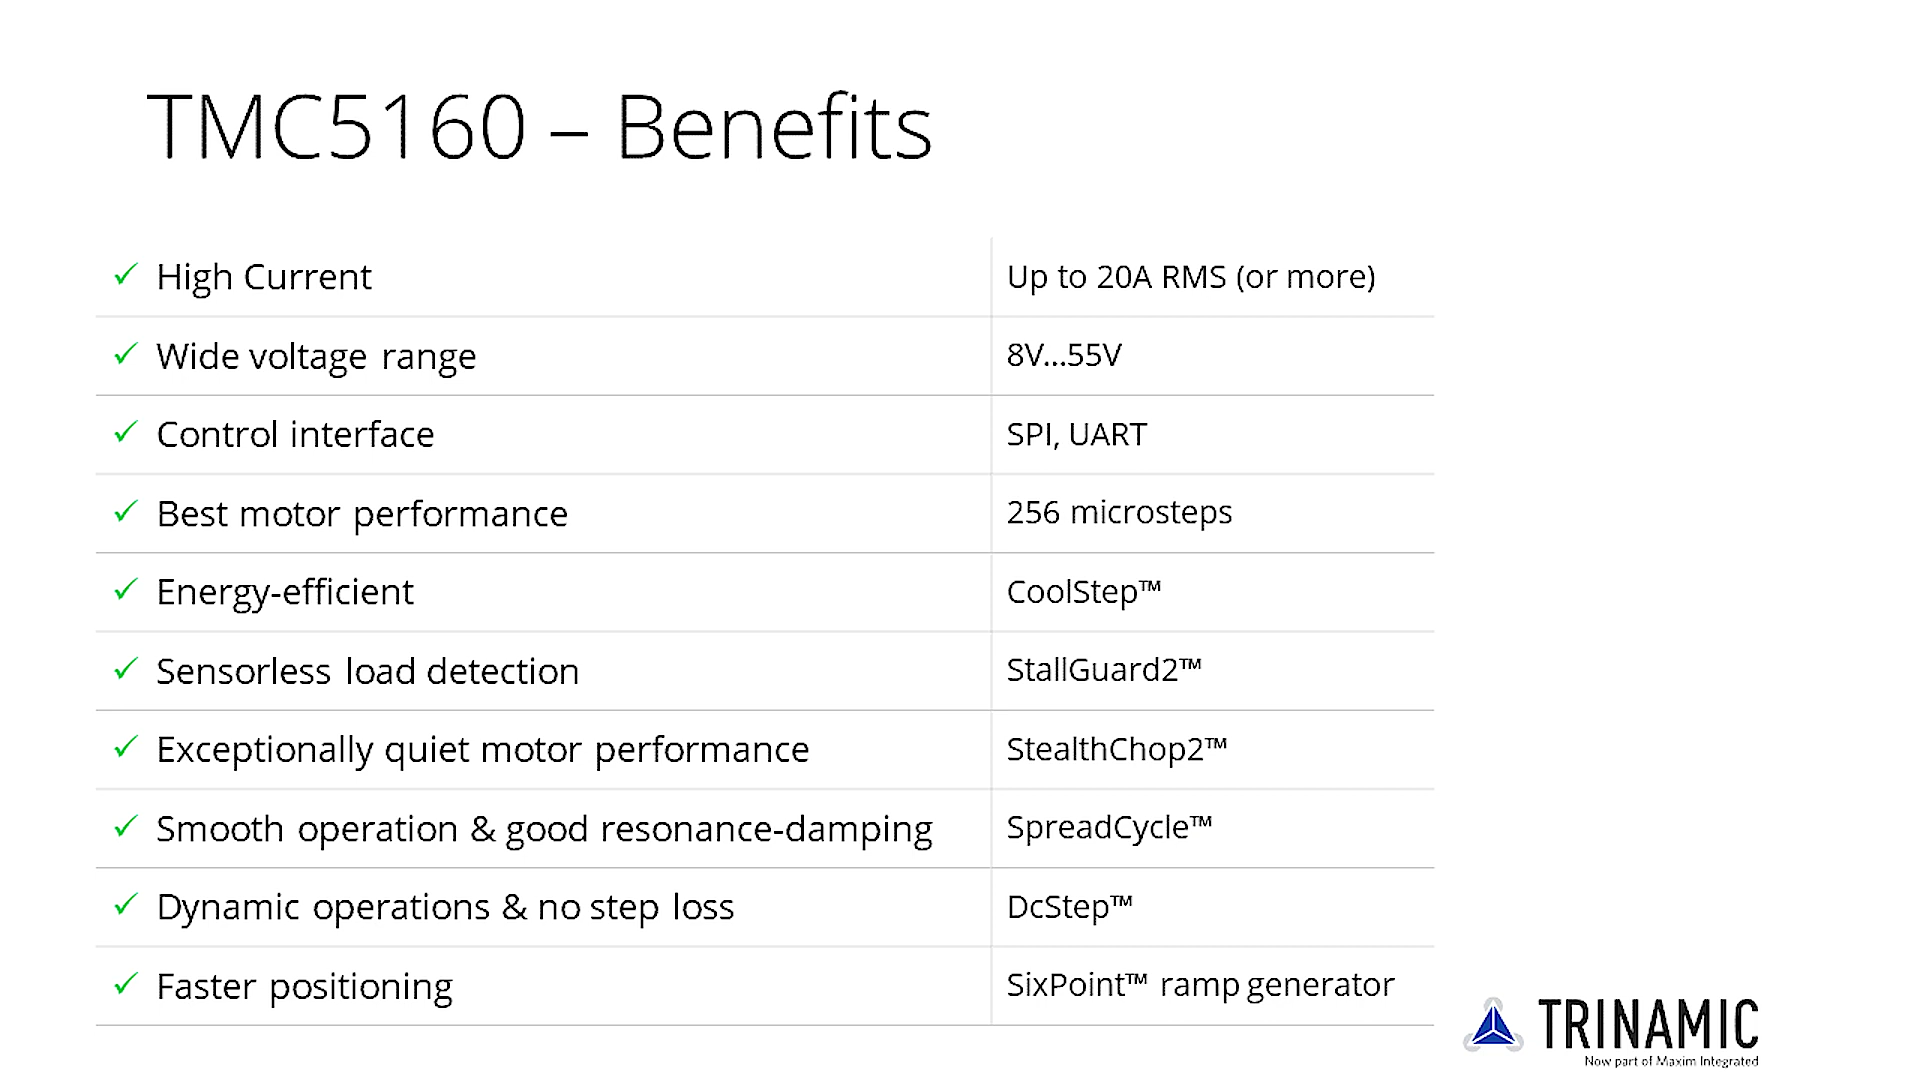 TMC5160 – Benefits
✓ High Current Up to 20A RMS (or more)
✓ Wide voltage range 8V...55V
✓ Control interface SPI, UART
✓ Best motor performance 256 microsteps
✓ Energy-efficient CoolStep™
✓ Sensorless load detection StallGuard2™
✓ Exceptionally quiet motor performance StealthChop2™
✓ Smooth operation & good resonance-damping SpreadCycle™
✓ Dynamic operations & no step loss DcStep™
✓ Faster positioning SixPoint™ ramp generator
TRINAMIC
Now part of Maxim Integrated